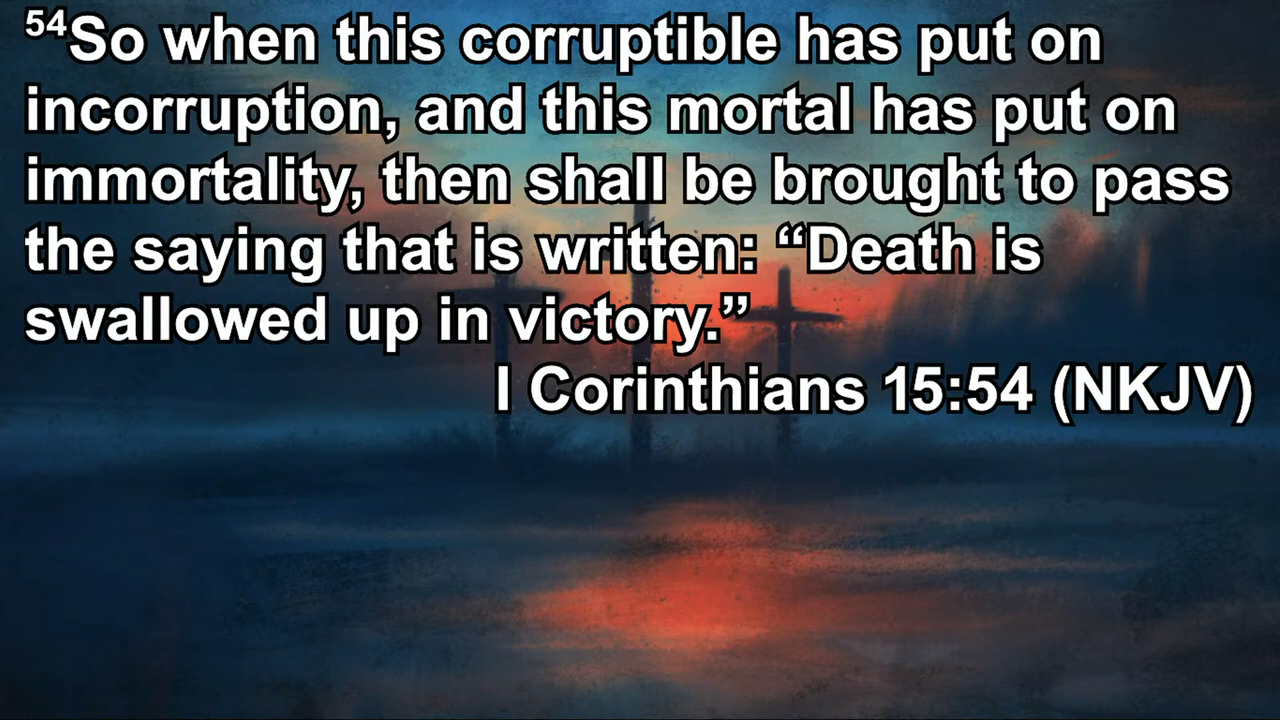 54So when this corruptible has put on
incorruption, and this mortal has put on
immortality, then shall be brought to pass
the saying that is written: “Death is
swallowed up in victory.”
I Corinthians 15:54 (NKJV)